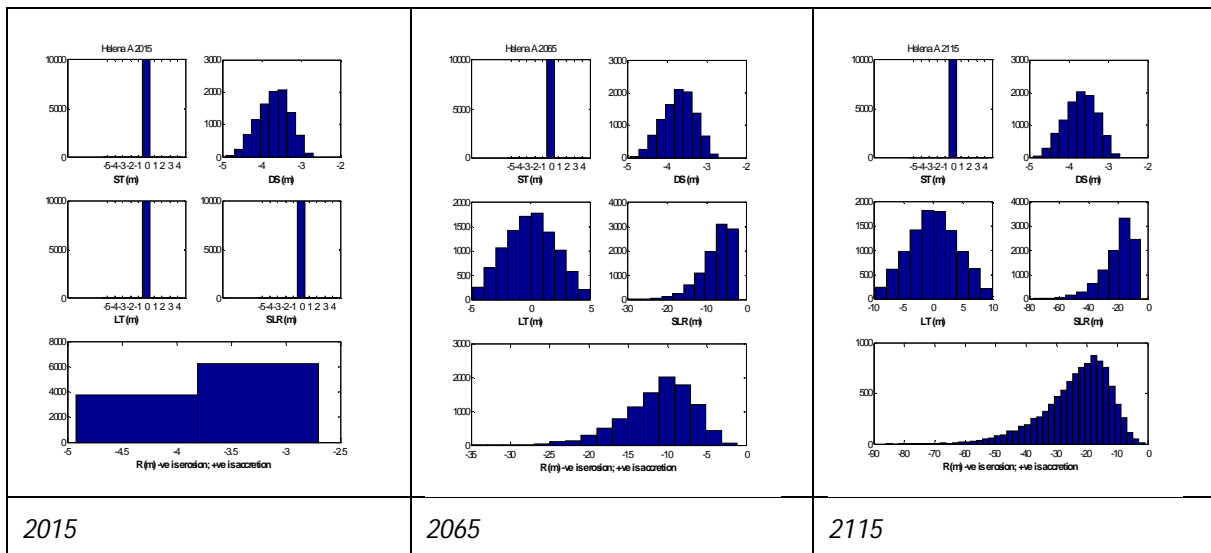 Helena A 2015
10000
5000
0
-5-4-3-2-1 0 1 2 3 4
ST (m)
3000
2000
1000
0
-5 -4 -3 -2
DS (m)
10000
5000
0
-5-4-3-2-1 0 1 2 3 4
LT (m)
10000
5000
0
-5-4-3-2-1 0 1 2 3 4
SLR (m)
8000
6000
4000
2000
0
-5 -4.5 -4 -3.5 -3 -2.5
R (m) -ve is erosion; +ve is accretion
2015
Helena A 2065
10000
5000
0
-5-4-3-2-1 0 1 2 3 4
ST (m)
3000
2000
1000
0
-5 -4 -3 -2
DS (m)
2000
1500
1000
500
0
-5 0 5
LT (m)
4000
3000
2000
1000
0
-30 -20 -10 0
SLR (m)
3000
2000
1000
0
-35 -30 -25 -20 -15 -10 -5 0
R (m) -ve is erosion; +ve is accretion
2065
Helena A 2115
10000
5000
0
-5-4-3-2-1 0 1 2 3 4
ST (m)
3000
2000
1000
0
-5 -4 -3 -2
DS (m)
2000
1500
1000
500
0
-10 -5 0 5 10
LT (m)
4000
3000
2000
1000
0
-80 -60 -40 -20 0
SLR (m)
1000
500
0
-90 -80 -70 -60 -50 -40 -30 -20 -10 0
R (m) -ve is erosion; +ve is accretion
2115